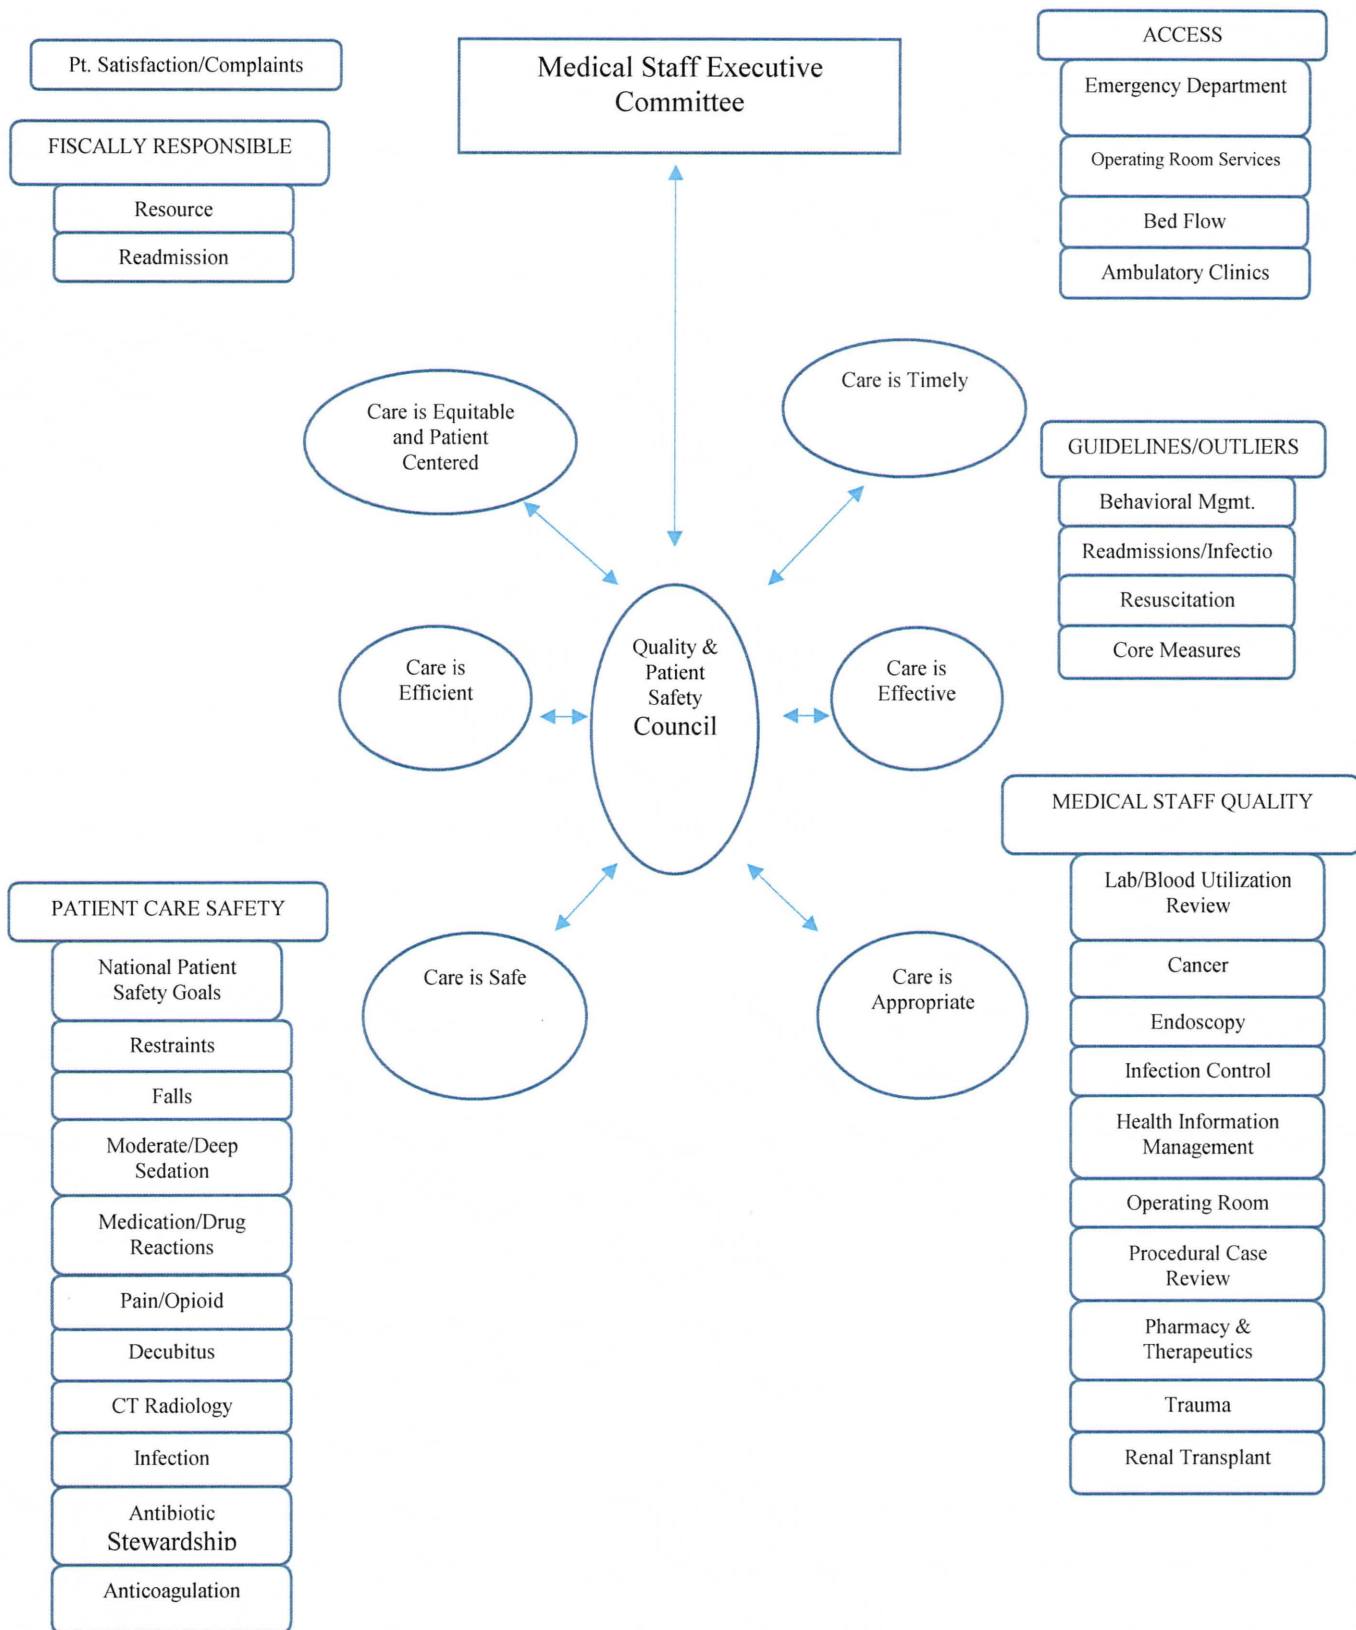 Pt. Satisfaction/Complaints
FISCALLY RESPONSIBLE
Resource
Readmission
Medical Staff Executive
Committee
ACCESS
Emergency Department
Operating Room Services
Bed Flow
Ambulatory Clinics
Care is Equitable
and Patient
Centered
Care is Timely
GUIDELINES/OUTLIERS
Behavioral Mgmt.
Readmissions/Infectio
Resuscitation
Core Measures
Care is
Efficient
Quality &
Patient
Safety
Council
Care is
Effective
MEDICAL STAFF QUALITY
Lab/Blood Utilization
Review
Cancer
Endoscopy
Infection Control
Health Information
Management
Operating Room
Procedural Case
Review
Pharmacy &
Therapeutics
Trauma
Renal Transplant
PATIENT CARE SAFETY
National Patient
Safety Goals
Restraints
Falls
Moderate/Deep
Sedation
Medication/Drug
Reactions
Pain/Opioid
Decubitus
CT Radiology
Infection
Antibiotic
Stewardship
Anticoagulation
Care is Safe
Care is
Appropriate